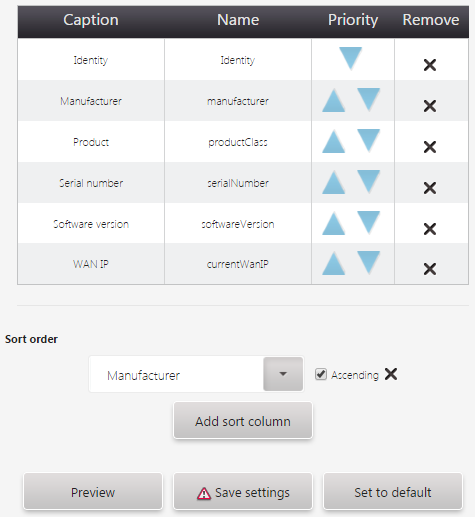 Caption Name Priority Remove
Identity Identity
Manufacturer manufacturer
Product productClass
Serial number serialNumber
Software version softwareVersion
WAN IP currentWanIP
Sort order
Manufacturer Ascending
Add sort column
Preview Save settings Set to default